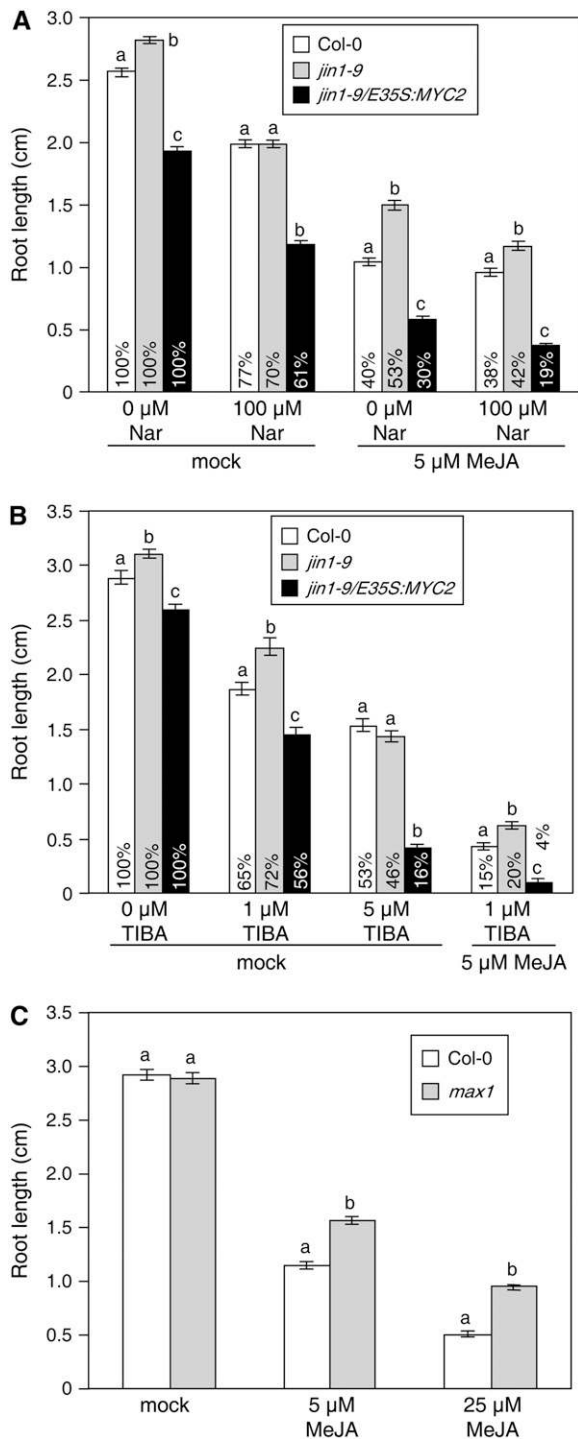 A
3.0
2.5
2.0
1.5
1.0
0.5
0
Root length (cm)
Col-0
jin1-9
jin1-9/E35S:MYC2
a b c
a a b
a b c
a b c
100% 100% 100%
77% 70% 61%
40% 53% 30%
38% 42% 19%
0 µM 100 µM 0 µM 100 µM
Nar Nar Nar Nar
mock 5 µM MeJA
B
3.5
3.0
2.5
2.0
1.5
1.0
0.5
0
Root length (cm)
Col-0
jin1-9
jin1-9/E35S:MYC2
a b c
a b c
a a b
a b c
100% 100% 100%
65% 72% 56%
53% 46% 16%
15% 20% 4%
0 µM 1 µM 5 µM 1 µM
TIBA TIBA TIBA TIBA
mock 5 µM MeJA
C
3.5
3.0
2.5
2.0
1.5
1.0
0.5
0
Root length (cm)
Col-0
max1
a a
a b
a b
mock 5 µM 25 µM
MeJA MeJA